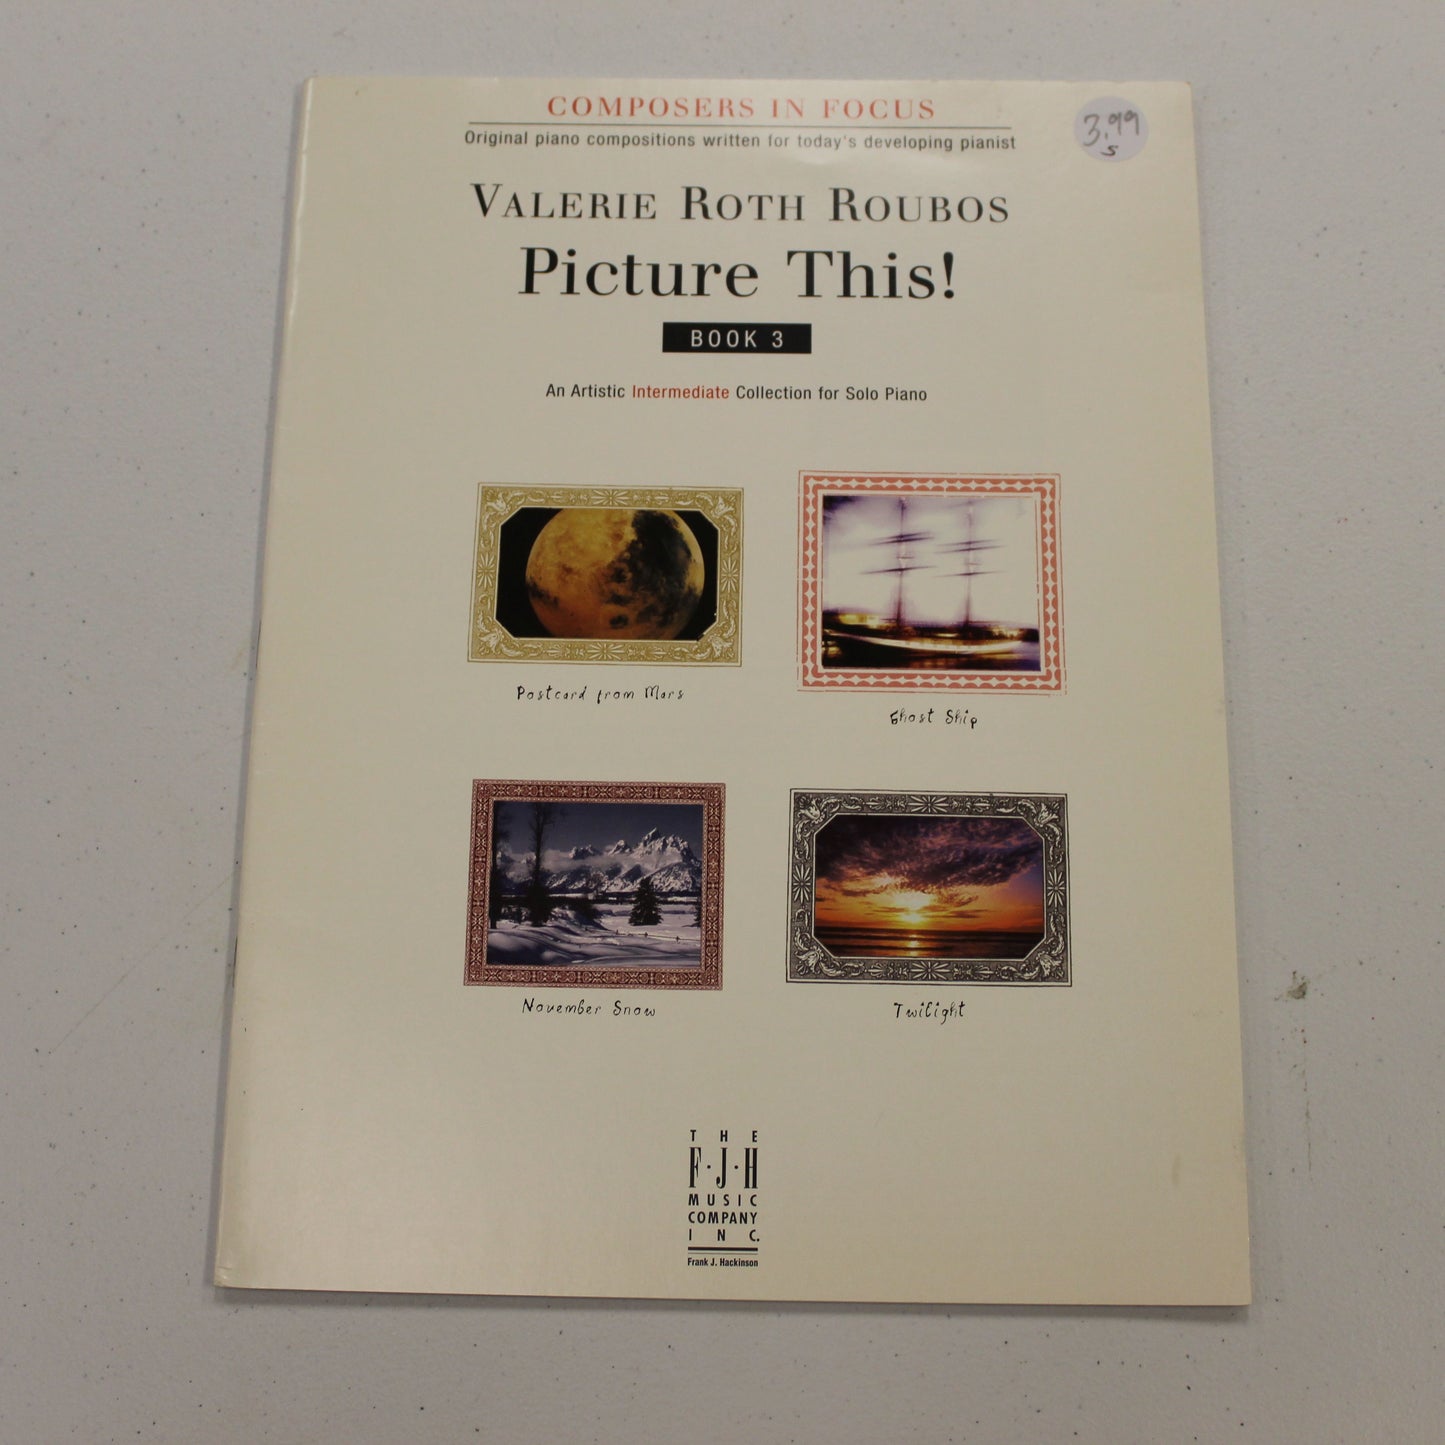 COMPOSERS IN FOCUS
Original piano compositions written for today's developing pianist
3.99
s
VALERIE ROTH ROUBOS
Picture This!
BOOK 3
An Artistic Intermediate Collection for Solo Piano
Postcard from Mars
Ghost Ship
November Snow
Twilight
THE
F·J·H
MUSIC
COMPANY
INC.
Frank J. Hackinson